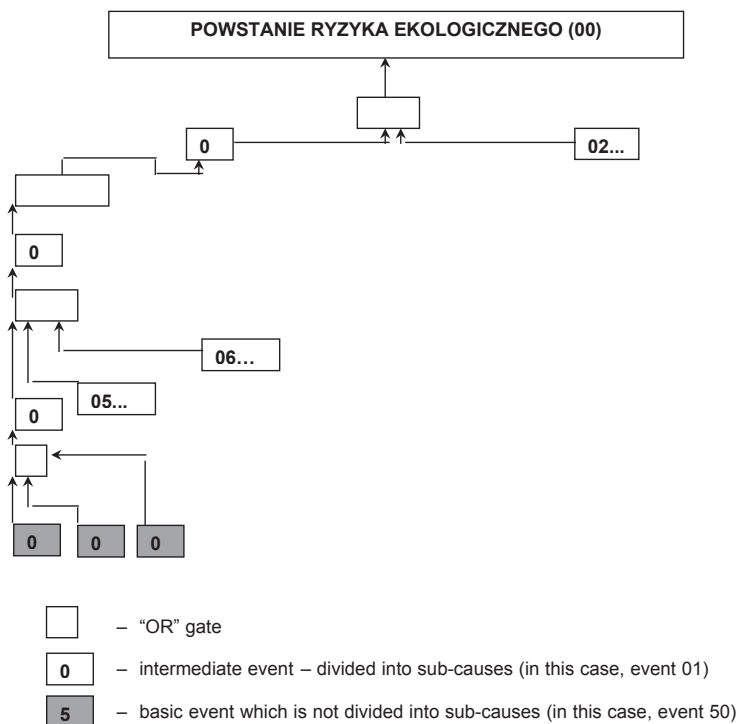 POWSTANIE RYZYKA EKOLOGICZNEGO (00)
0
02...
0
06…
05...
0
0 0 0
– “OR” gate
0 – intermediate event – divided into sub-causes (in this case, event 01)
5 – basic event which is not divided into sub-causes (in this case, event 50)